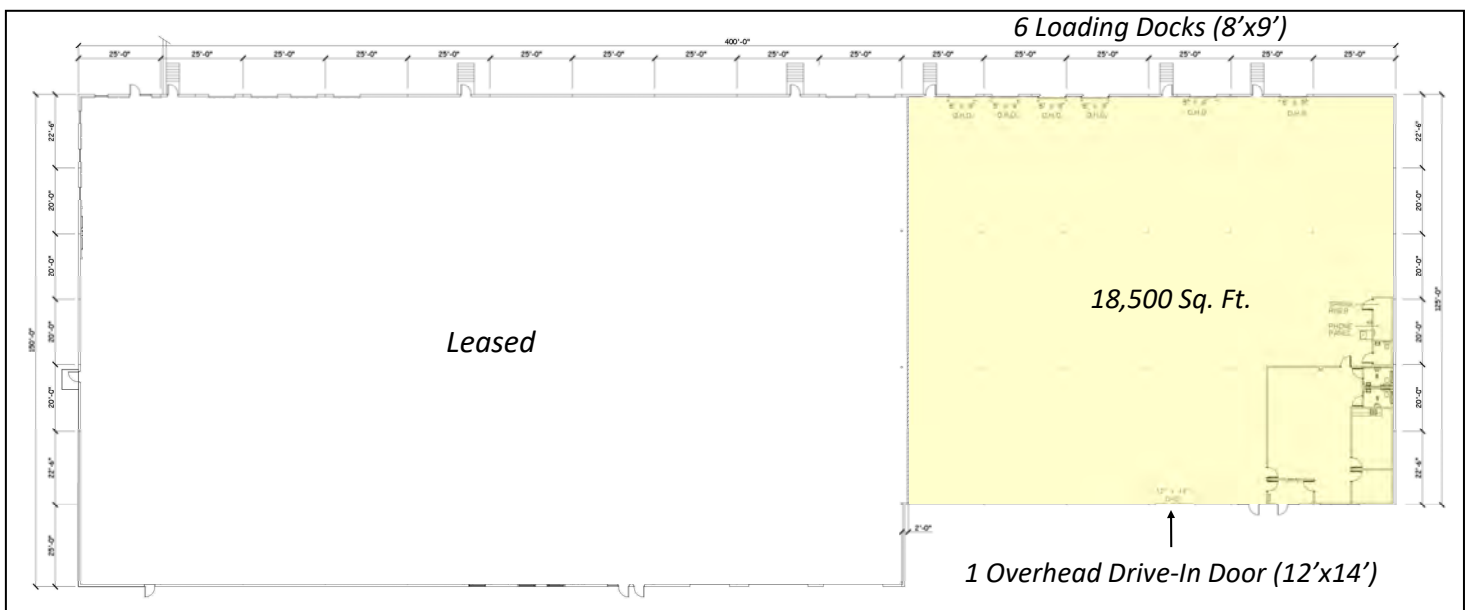 6 Loading Docks (8’x9’)
400'-0"
25'-0" 25'-0" 25'-0" 25'-0" 25'-0" 25'-0" 25'-0" 25'-0" 25'-0" 25'-0" 25'-0" 25'-0" 25'-0" 25'-0" 25'-0" 25'-0"
O.H.D. O.H.D. O.H.D. O.H.D. O.H.D. O.H.D.
22'-6" 22'-6"
20'-0" 20'-0"
20'-0" 20'-0"
18,500 Sq. Ft.
150'-0" 125'-0"
20'-0" 20'-0"
PHONE
PANEL
Leased
20'-0" 20'-0"
22'-6" 22'-6"
12' x 14'
O.H.D.
25'-0"
2'-0"
1 Overhead Drive-In Door (12’x14’)